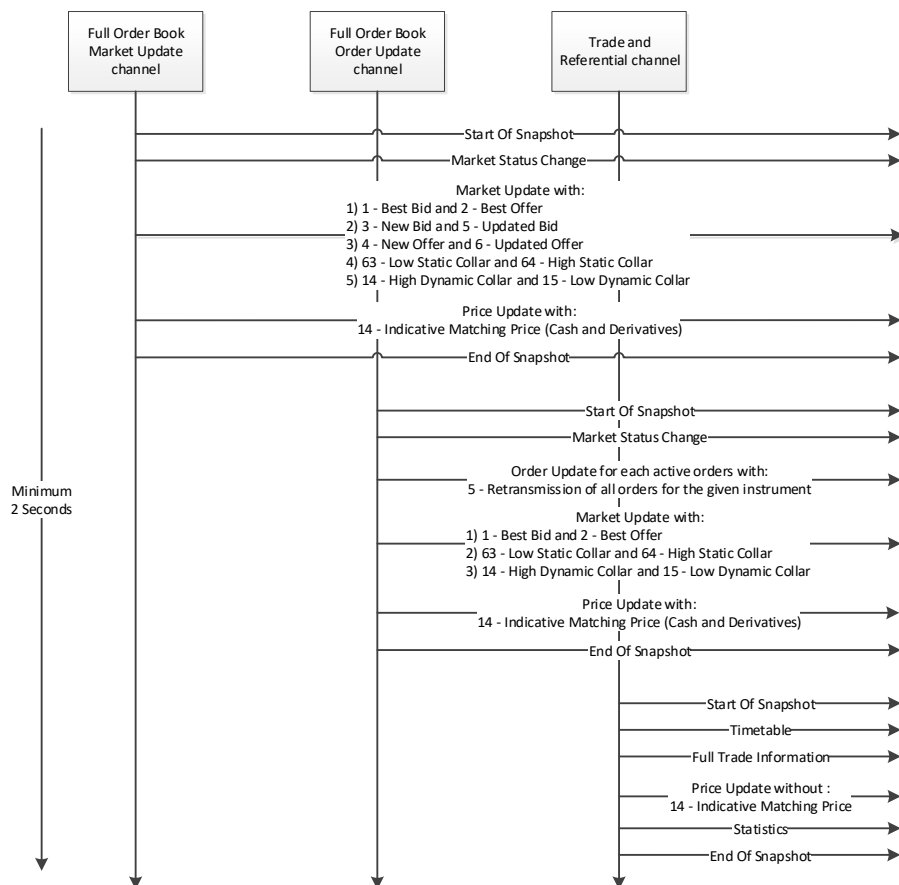 Full Order Book
Market Update
channel
Full Order Book
Order Update
channel
Trade and
Referential channel
Start Of Snapshot
Market Status Change
Market Update with:
1) 1 - Best Bid and 2 - Best Offer
2) 3 - New Bid and 5 - Updated Bid
3) 4 - New Offer and 6 - Updated Offer
4) 63 - Low Static Collar and 64 - High Static Collar
5) 14 - High Dynamic Collar and 15 - Low Dynamic Collar
Price Update with:
14 - Indicative Matching Price (Cash and Derivatives)
End Of Snapshot
Start Of Snapshot
Market Status Change
Minimum
2 Seconds
Order Update for each active orders with:
5 - Retransmission of all orders for the given instrument
Market Update with:
1) 1 - Best Bid and 2 - Best Offer
2) 63 - Low Static Collar and 64 - High Static Collar
3) 14 - High Dynamic Collar and 15 - Low Dynamic Collar
Price Update with:
14 - Indicative Matching Price (Cash and Derivatives)
End Of Snapshot
Start Of Snapshot
Timetable
Full Trade Information
Price Update without :
14 - Indicative Matching Price
Statistics
End Of Snapshot